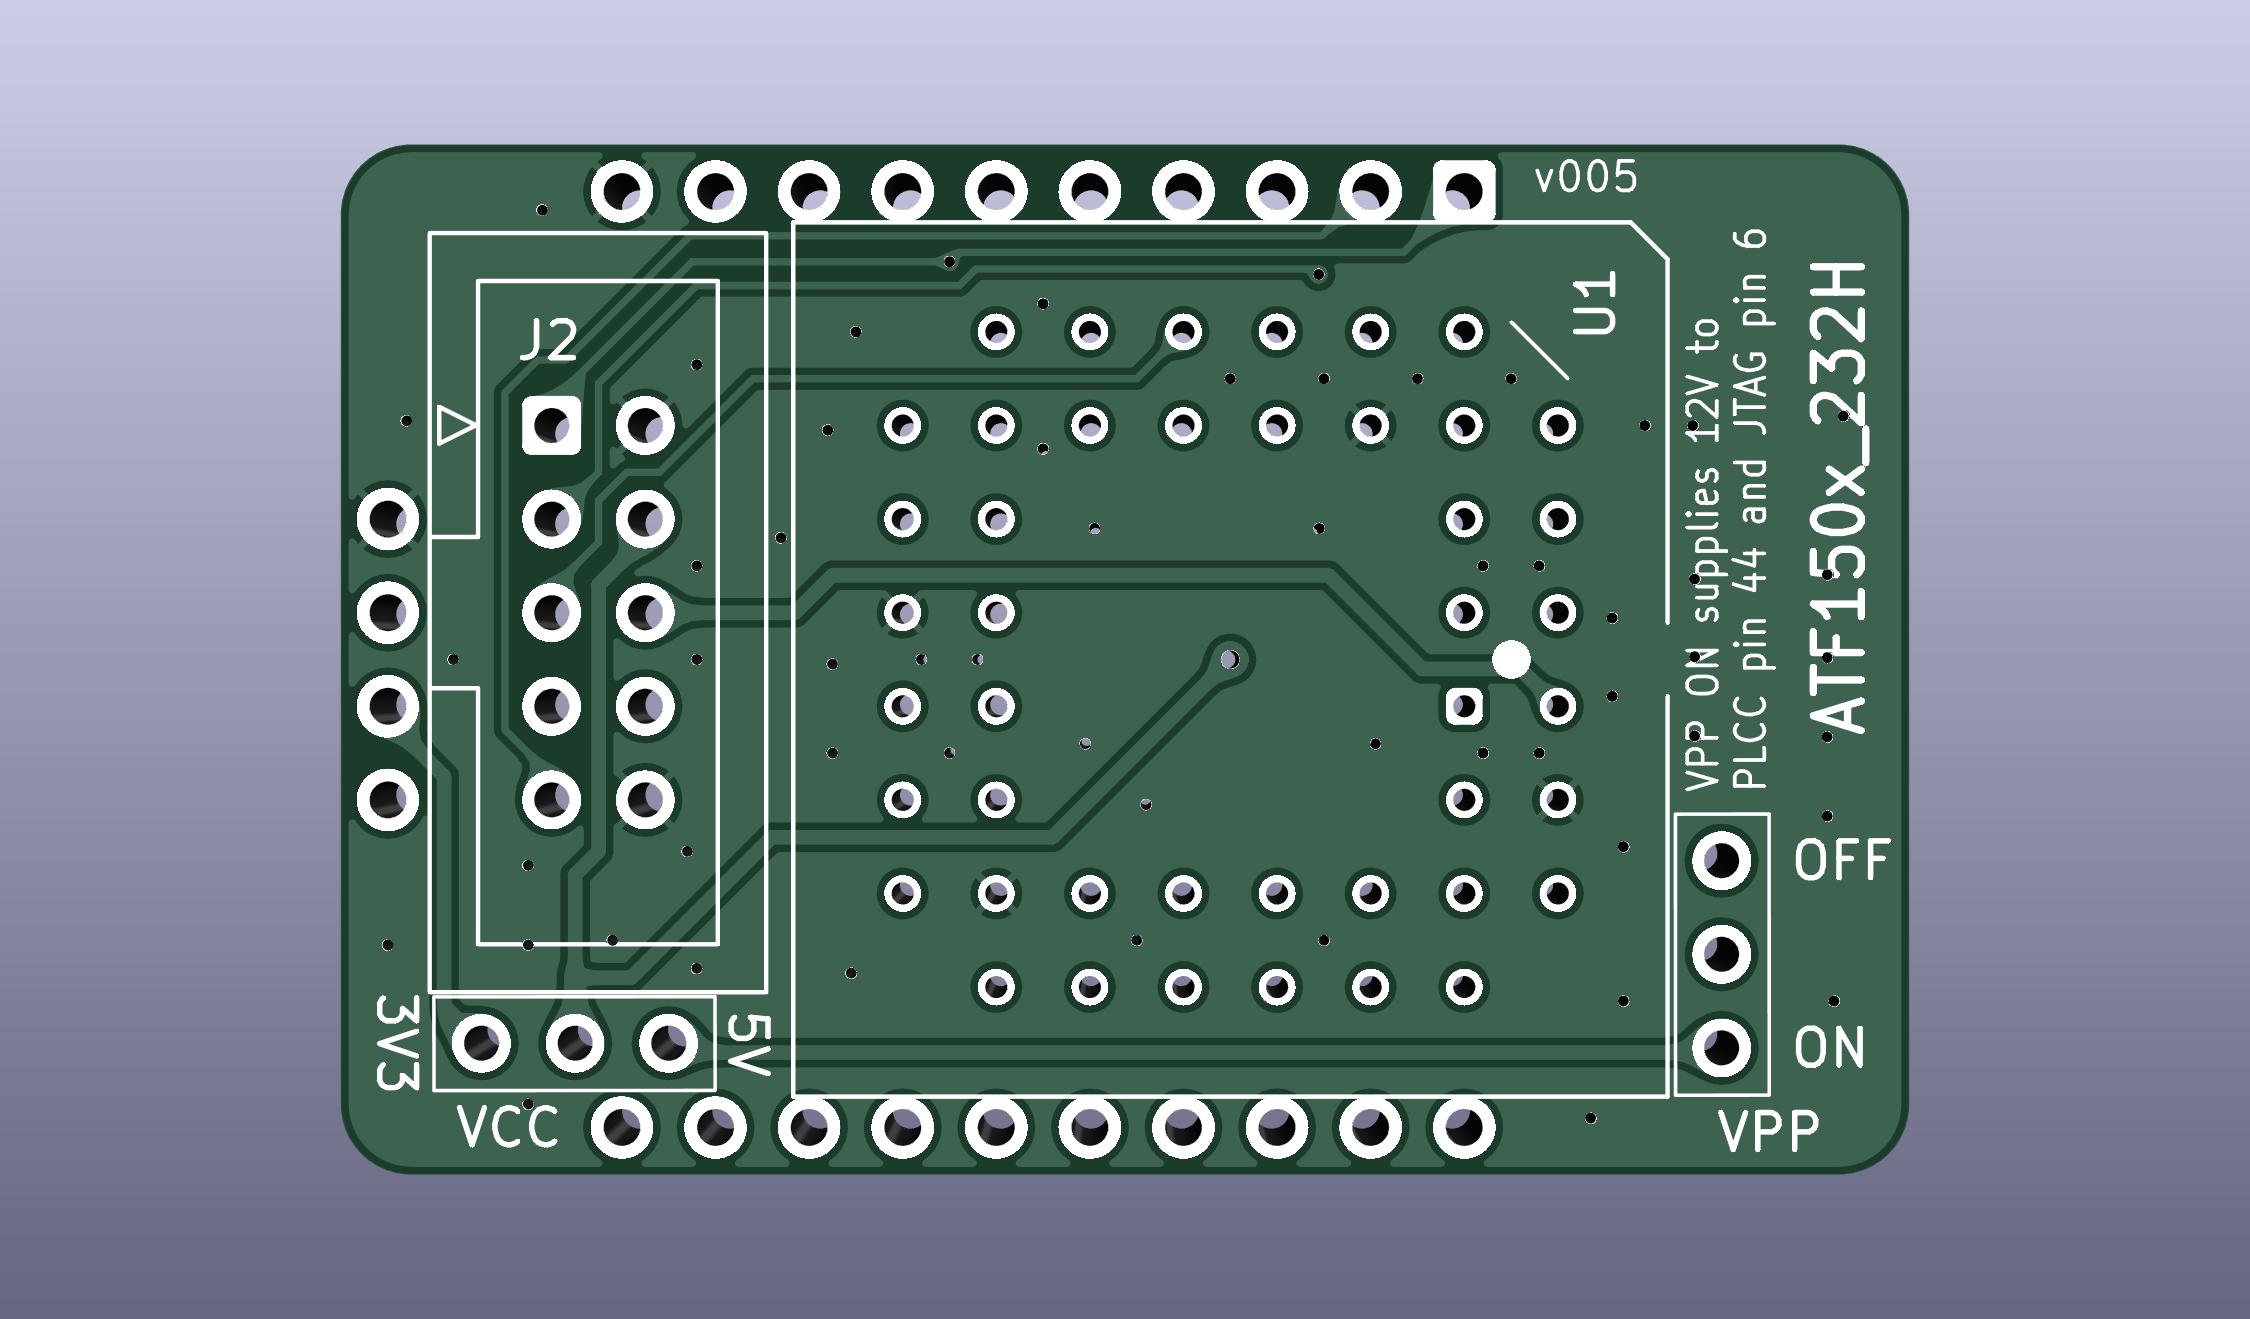 v005
U1
J2
VPP ON supplies 12V to
PLCC pin 44 and JTAG pin 6
ATF150x_232H
OFF
ON
VPP
3V3
5V
VCC